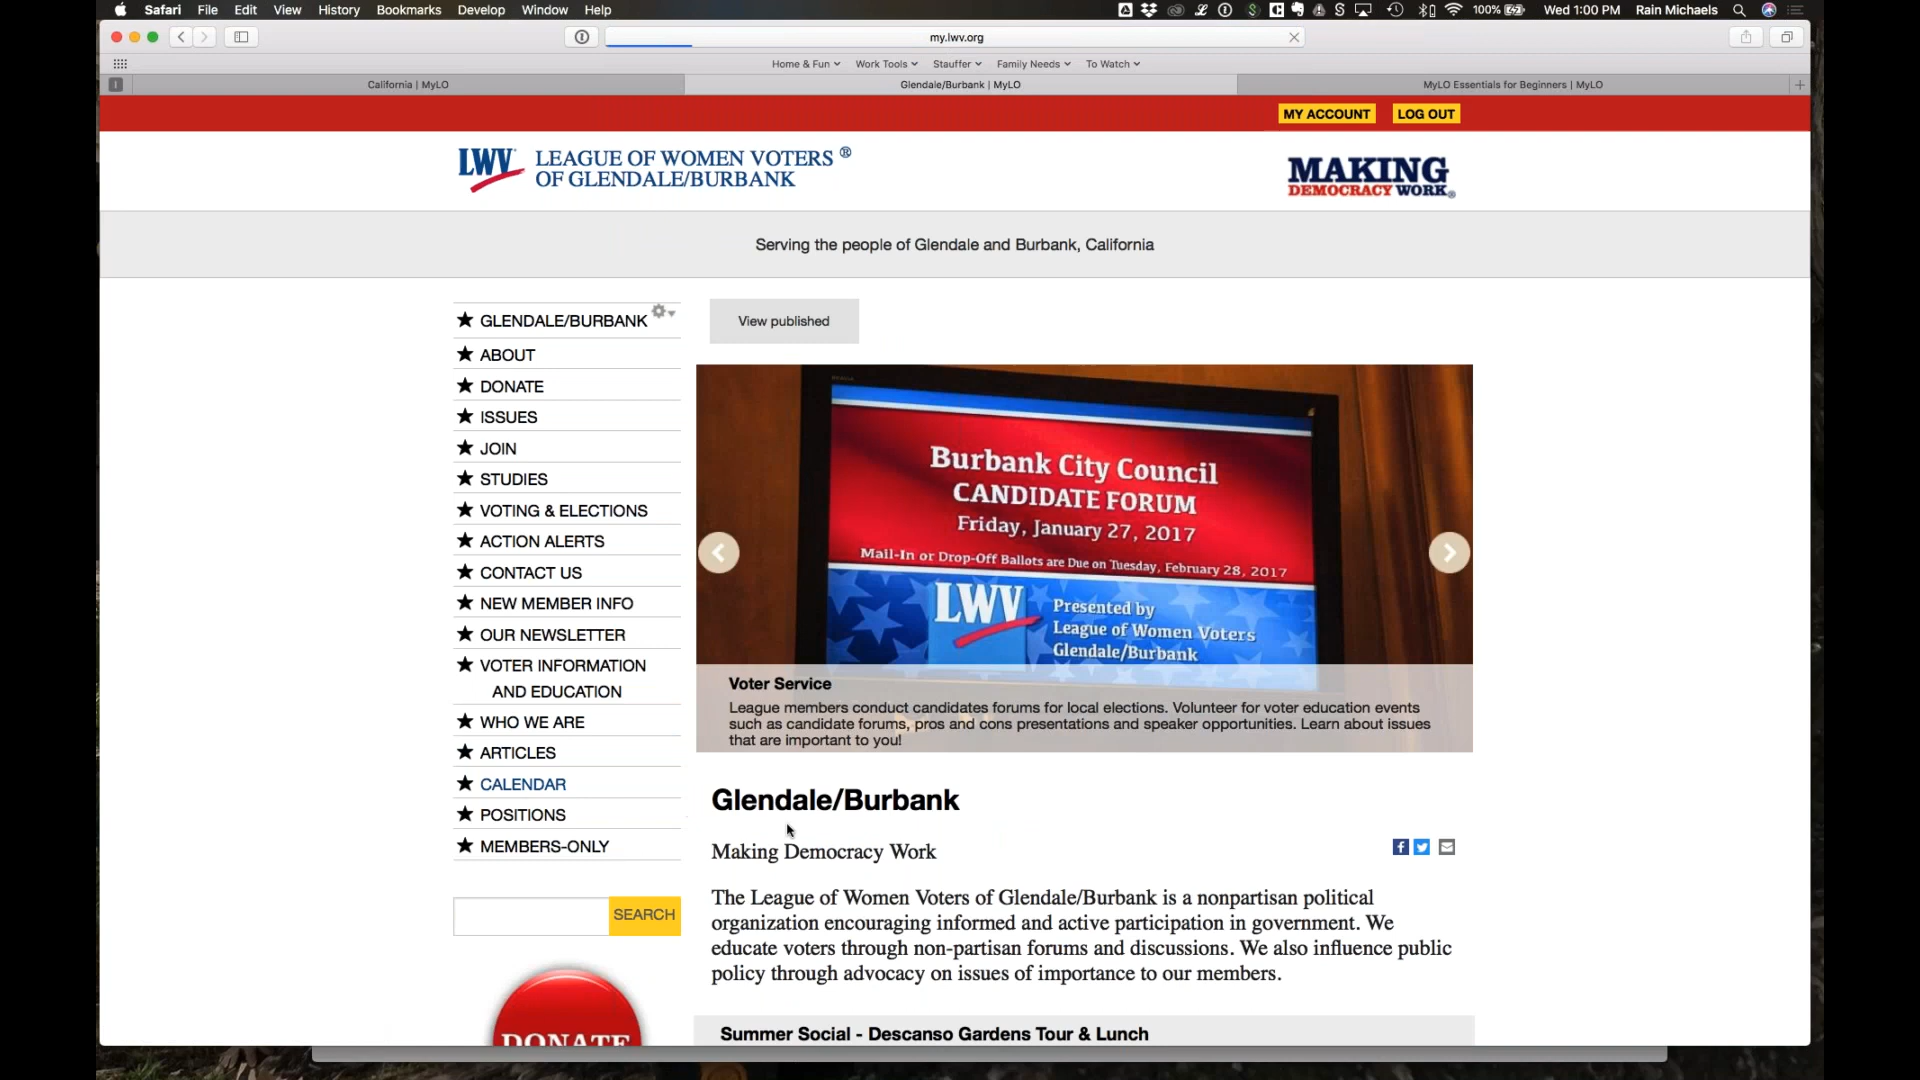 Safari File Edit View History Bookmarks Develop Window Help
100% Wed 1:00 PM Rain Michaels
my.lwv.org
Home & Fun Work Tools Stauffer Family Needs To Watch
California | MyLO
Glendale/Burbank | MyLO
MyLO Essentials for Beginners | MyLO
MY ACCOUNT LOG OUT
LWV LEAGUE OF WOMEN VOTERS ®
OF GLENDALE/BURBANK
MAKING
DEMOCRACY WORK®
Serving the people of Glendale and Burbank, California
GLENDALE/BURBANK
ABOUT
DONATE
ISSUES
JOIN
STUDIES
VOTING & ELECTIONS
ACTION ALERTS
CONTACT US
NEW MEMBER INFO
OUR NEWSLETTER
VOTER INFORMATION
AND EDUCATION
WHO WE ARE
ARTICLES
CALENDAR
POSITIONS
MEMBERS-ONLY
SEARCH
DONATE
View published
Burbank City Council
CANDIDATE FORUM
Friday, January 27, 2017
Mail-In or Drop-Off Ballots are Due on Tuesday, February 28, 2017
LWV
Presented by
League of Women Voters
Glendale/Burbank
Voter Service
League members conduct candidates forums for local elections. Volunteer for voter education events
such as candidate forums, pros and cons presentations and speaker opportunities. Learn about issues
that are important to you!
Glendale/Burbank
Making Democracy Work
The League of Women Voters of Glendale/Burbank is a nonpartisan political
organization encouraging informed and active participation in government. We
educate voters through non-partisan forums and discussions. We also influence public
policy through advocacy on issues of importance to our members.
Summer Social - Descanso Gardens Tour & Lunch